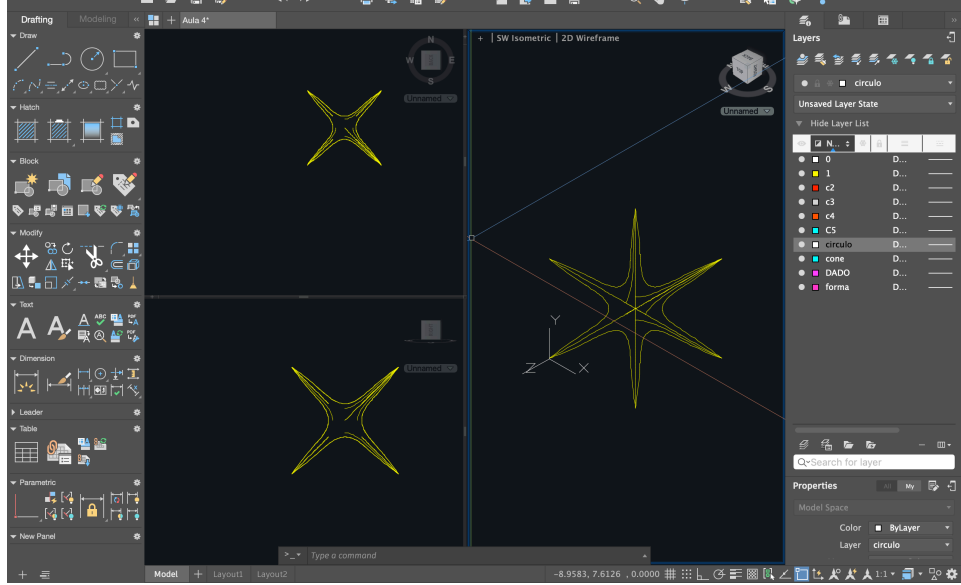 Drafting
Modeling
Aula 4*
Draw
Hatch
Block
Modify
Text
ABC
PDF
PDF
Dimension
Leader
Table
Parametric
New Panel
N
W
E
S
Unnamed
Unnamed
+ | SW Isometric | 2D Wireframe
W
S
Unnamed
Y
Z
X
>_ Type a command
Model
+ Layout1 Layout2
-8.9583, 7.6126 , 0.0000
1:1
Layers
circulo
Unsaved Layer State
Hide Layer List
N...
0 D...
1 D...
c2 D...
c3 D...
c4 D...
C5 D...
circulo D...
cone D...
DADO D...
forma D...
Search for layer
Properties
All My
Model Space
Color ByLayer
Layer circulo